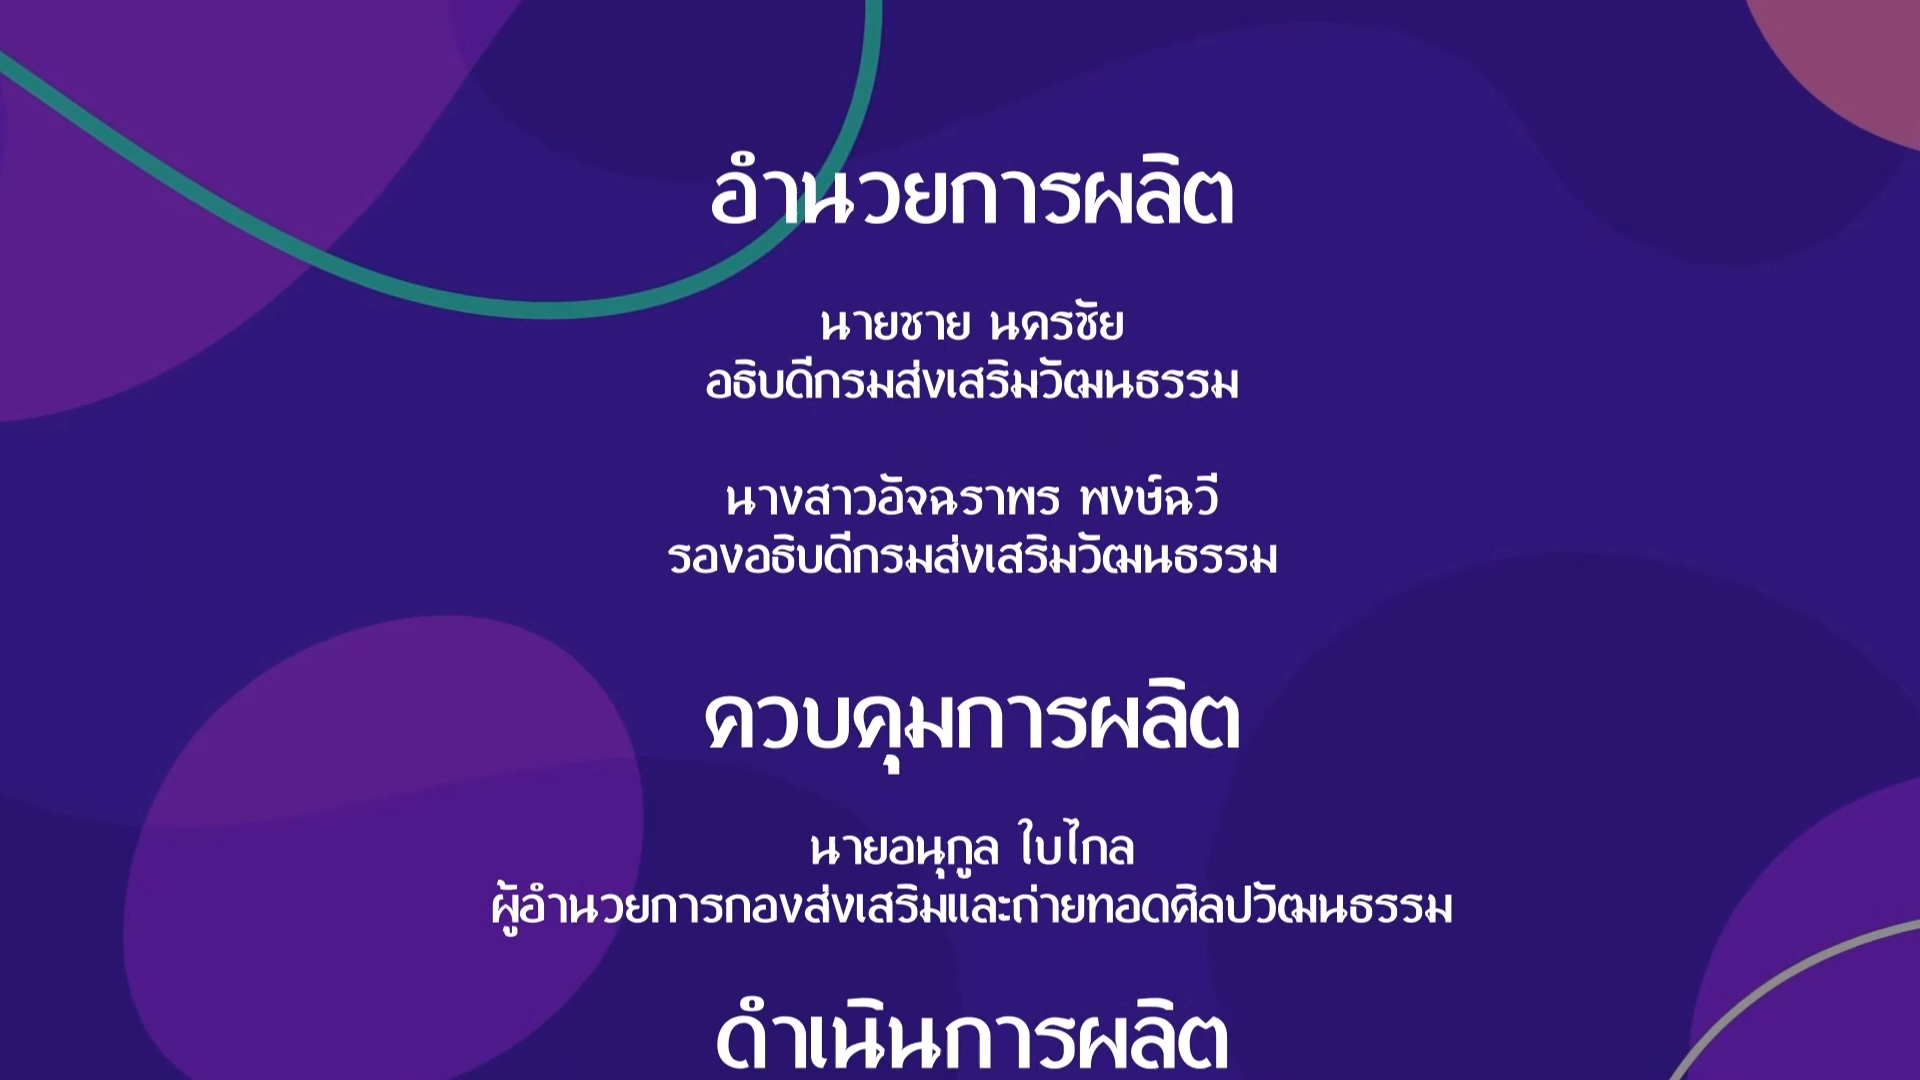 อำนวยการผลิต
นายชาย นครชัย
อธิบดีกรมส่งเสริมวัฒนธรรม
นางสาวอัจฉราพร พงษ์ฉวี
รองอธิบดีกรมส่งเสริมวัฒนธรรม
ควบคุมการผลิต
นายอนุกูล ใบไกล
ผู้อำนวยการกองส่งเสริมและถ่ายทอดศิลปวัฒนธรรม
ดำเนินการผลิต